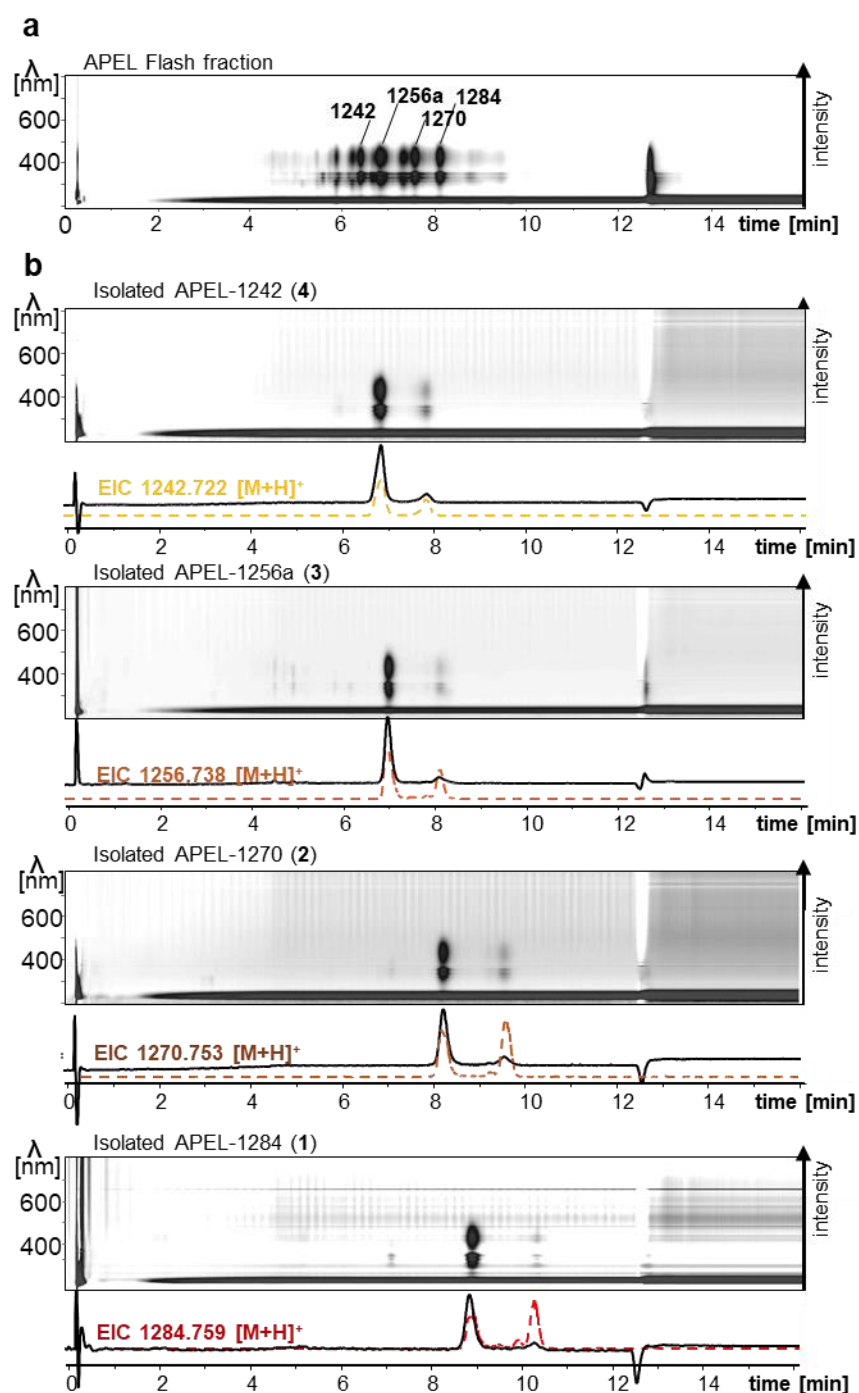 a
APEL Flash fraction
λ
[nm]
600
400
1242
1256a
1270
1284
intensity
0 2 4 6 8 10 12 14 time [min]
b
Isolated APEL-1242 (4)
λ
[nm]
600
400
intensity
EIC 1242.722 [M+H]+
0 2 4 6 8 10 12 14 time [min]
Isolated APEL-1256a (3)
λ
[nm]
600
400
intensity
EIC 1256.738 [M+H]+
0 2 4 6 8 10 12 14 time [min]
Isolated APEL-1270 (2)
λ
[nm]
600
400
intensity
EIC 1270.753 [M+H]+
0 2 4 6 8 10 12 14 time [min]
Isolated APEL-1284 (1)
λ
[nm]
600
400
intensity
EIC 1284.759 [M+H]+
0 2 4 6 8 10 12 14 time [min]